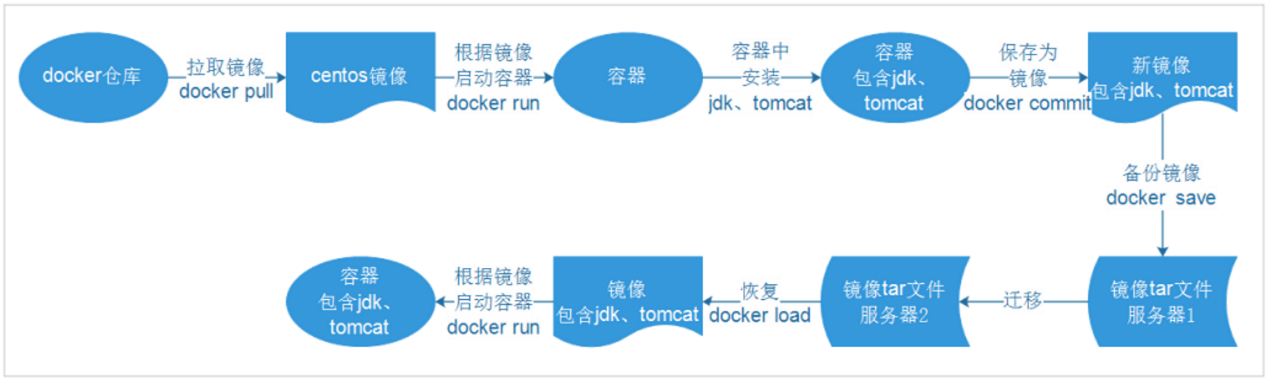 docker仓库
拉取镜像
docker pull
centos镜像
根据镜像
启动容器
docker run
容器
容器中
安装
jdk、tomcat
容器
包含jdk、
tomcat
保存为
镜像
docker commit
新镜像
包含jdk、tomcat
备份镜像
docker save
镜像tar文件
服务器1
迁移
镜像tar文件
服务器2
恢复
docker load
镜像
包含jdk、tomcat
根据镜像
启动容器
docker run
容器
包含jdk、
tomcat